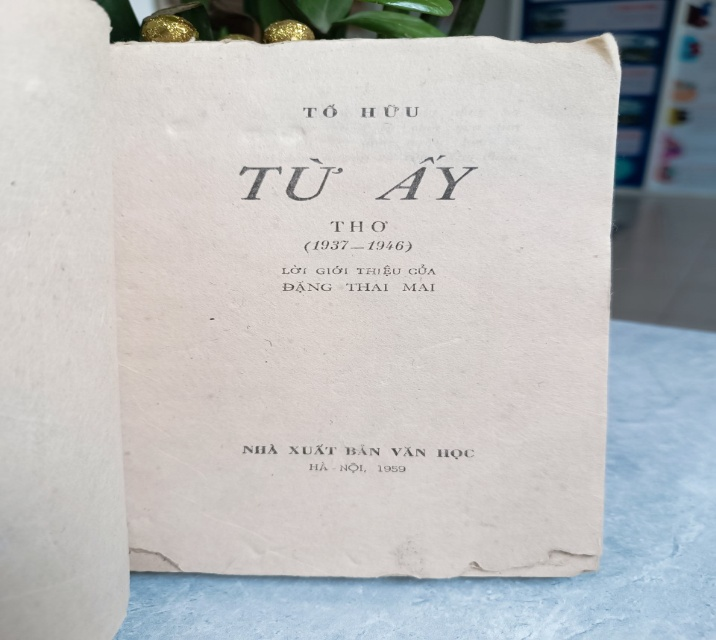 TỐ HỮU
TỪ ẤY
THƠ
(1937—1946)
LỜI GIỚI THIỆU CỦA
ĐẶNG THAI MAI
NHÀ XUẤT BẢN VĂN HỌC
HÀ NỘI, 1959